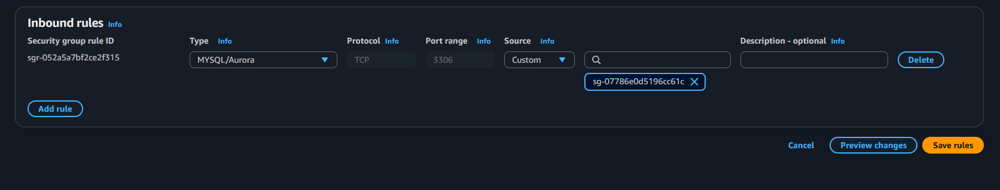 Inbound rules Info
Security group rule ID Type Info Protocol Info Port range Info Source Info Description - optional Info
sgr-052a5a7bf2ce2f315 MYSQL/Aurora TCP 3306 Custom Delete
sg-07786e0d5196cc61c
Add rule
Cancel Preview changes Save rules